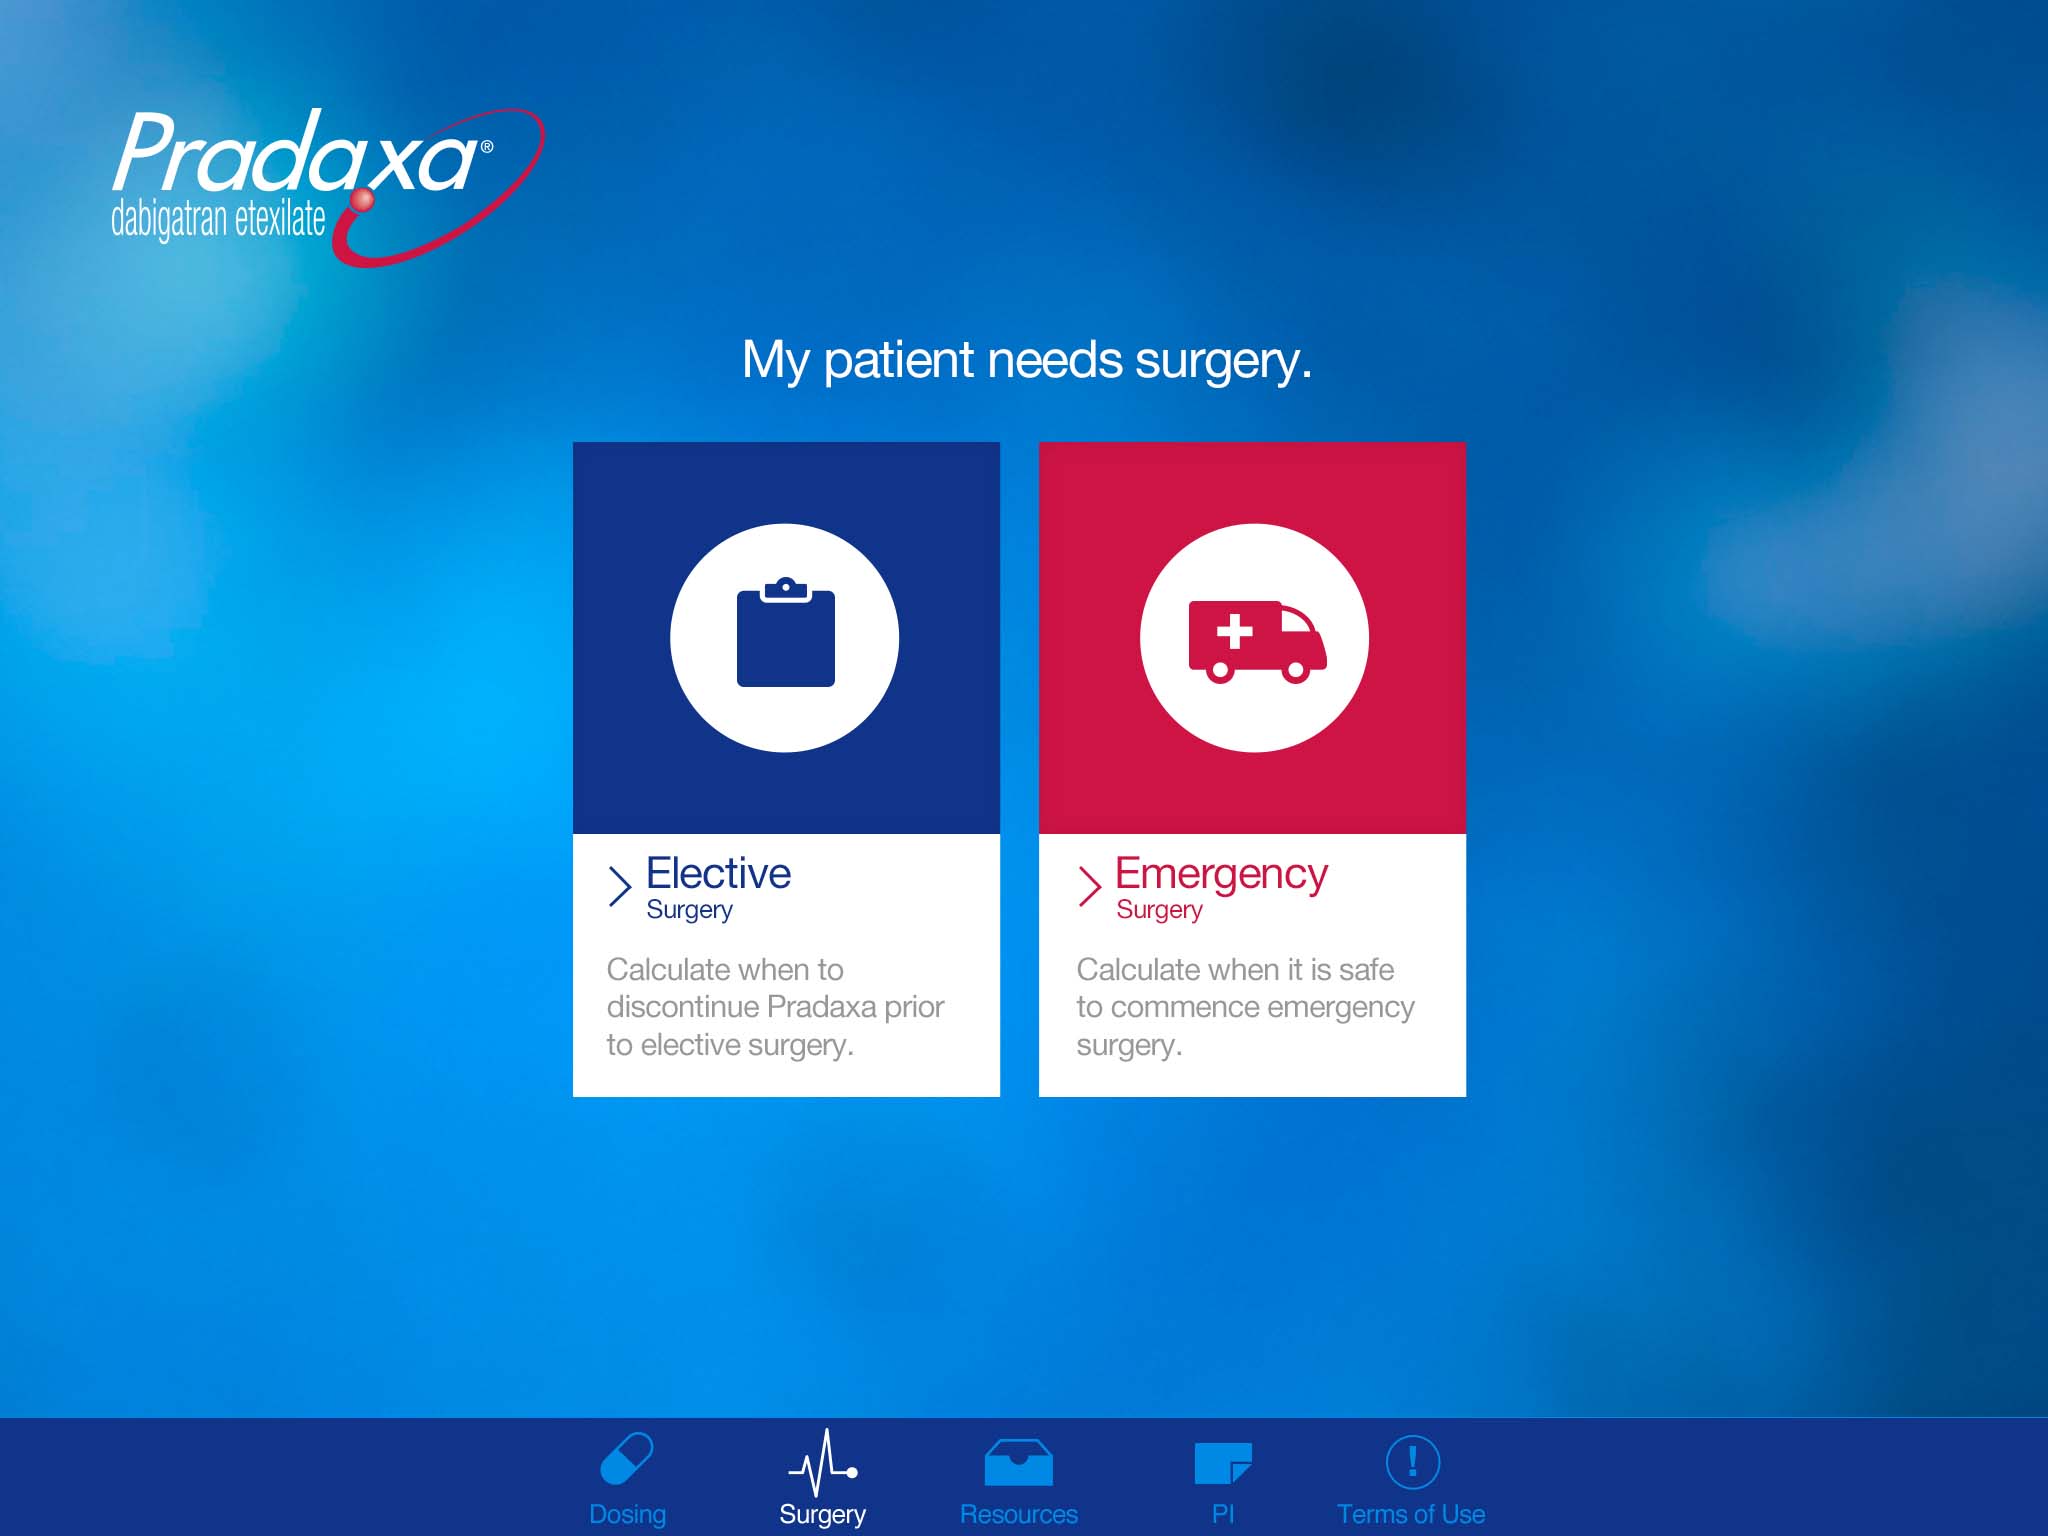 Pradaxa®
dabigatran etexilate
My patient needs surgery.
Elective
Surgery
Calculate when to
discontinue Pradaxa prior
to elective surgery.
Emergency
Surgery
Calculate when it is safe
to commence emergency
surgery.
Dosing
Surgery
Resources
PI
Terms of Use